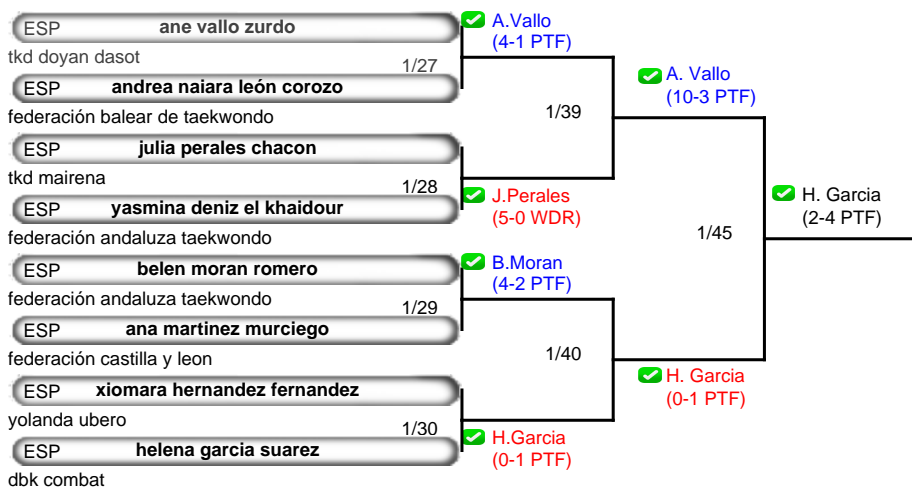 ESP ane vallo zurdo
tkd doyan dasot
1/27
ESP andrea naiara león corozo
federación balear de taekwondo
ESP julia perales chacon
tkd mairena
1/28
ESP yasmina deniz el khaidour
federación andaluza taekwondo
ESP belen moran romero
federación andaluza taekwondo
1/29
ESP ana martinez murciego
federación castilla y leon
ESP xiomara hernandez fernandez
yolanda ubero
1/30
ESP helena garcia suarez
dbk combat
A.Vallo
(4-1 PTF)
1/39
J.Perales
(5-0 WDR)
B.Moran
(4-2 PTF)
1/40
H.Garcia
(0-1 PTF)
A. Vallo
(10-3 PTF)
1/45
H. Garcia
(0-1 PTF)
H. Garcia
(2-4 PTF)